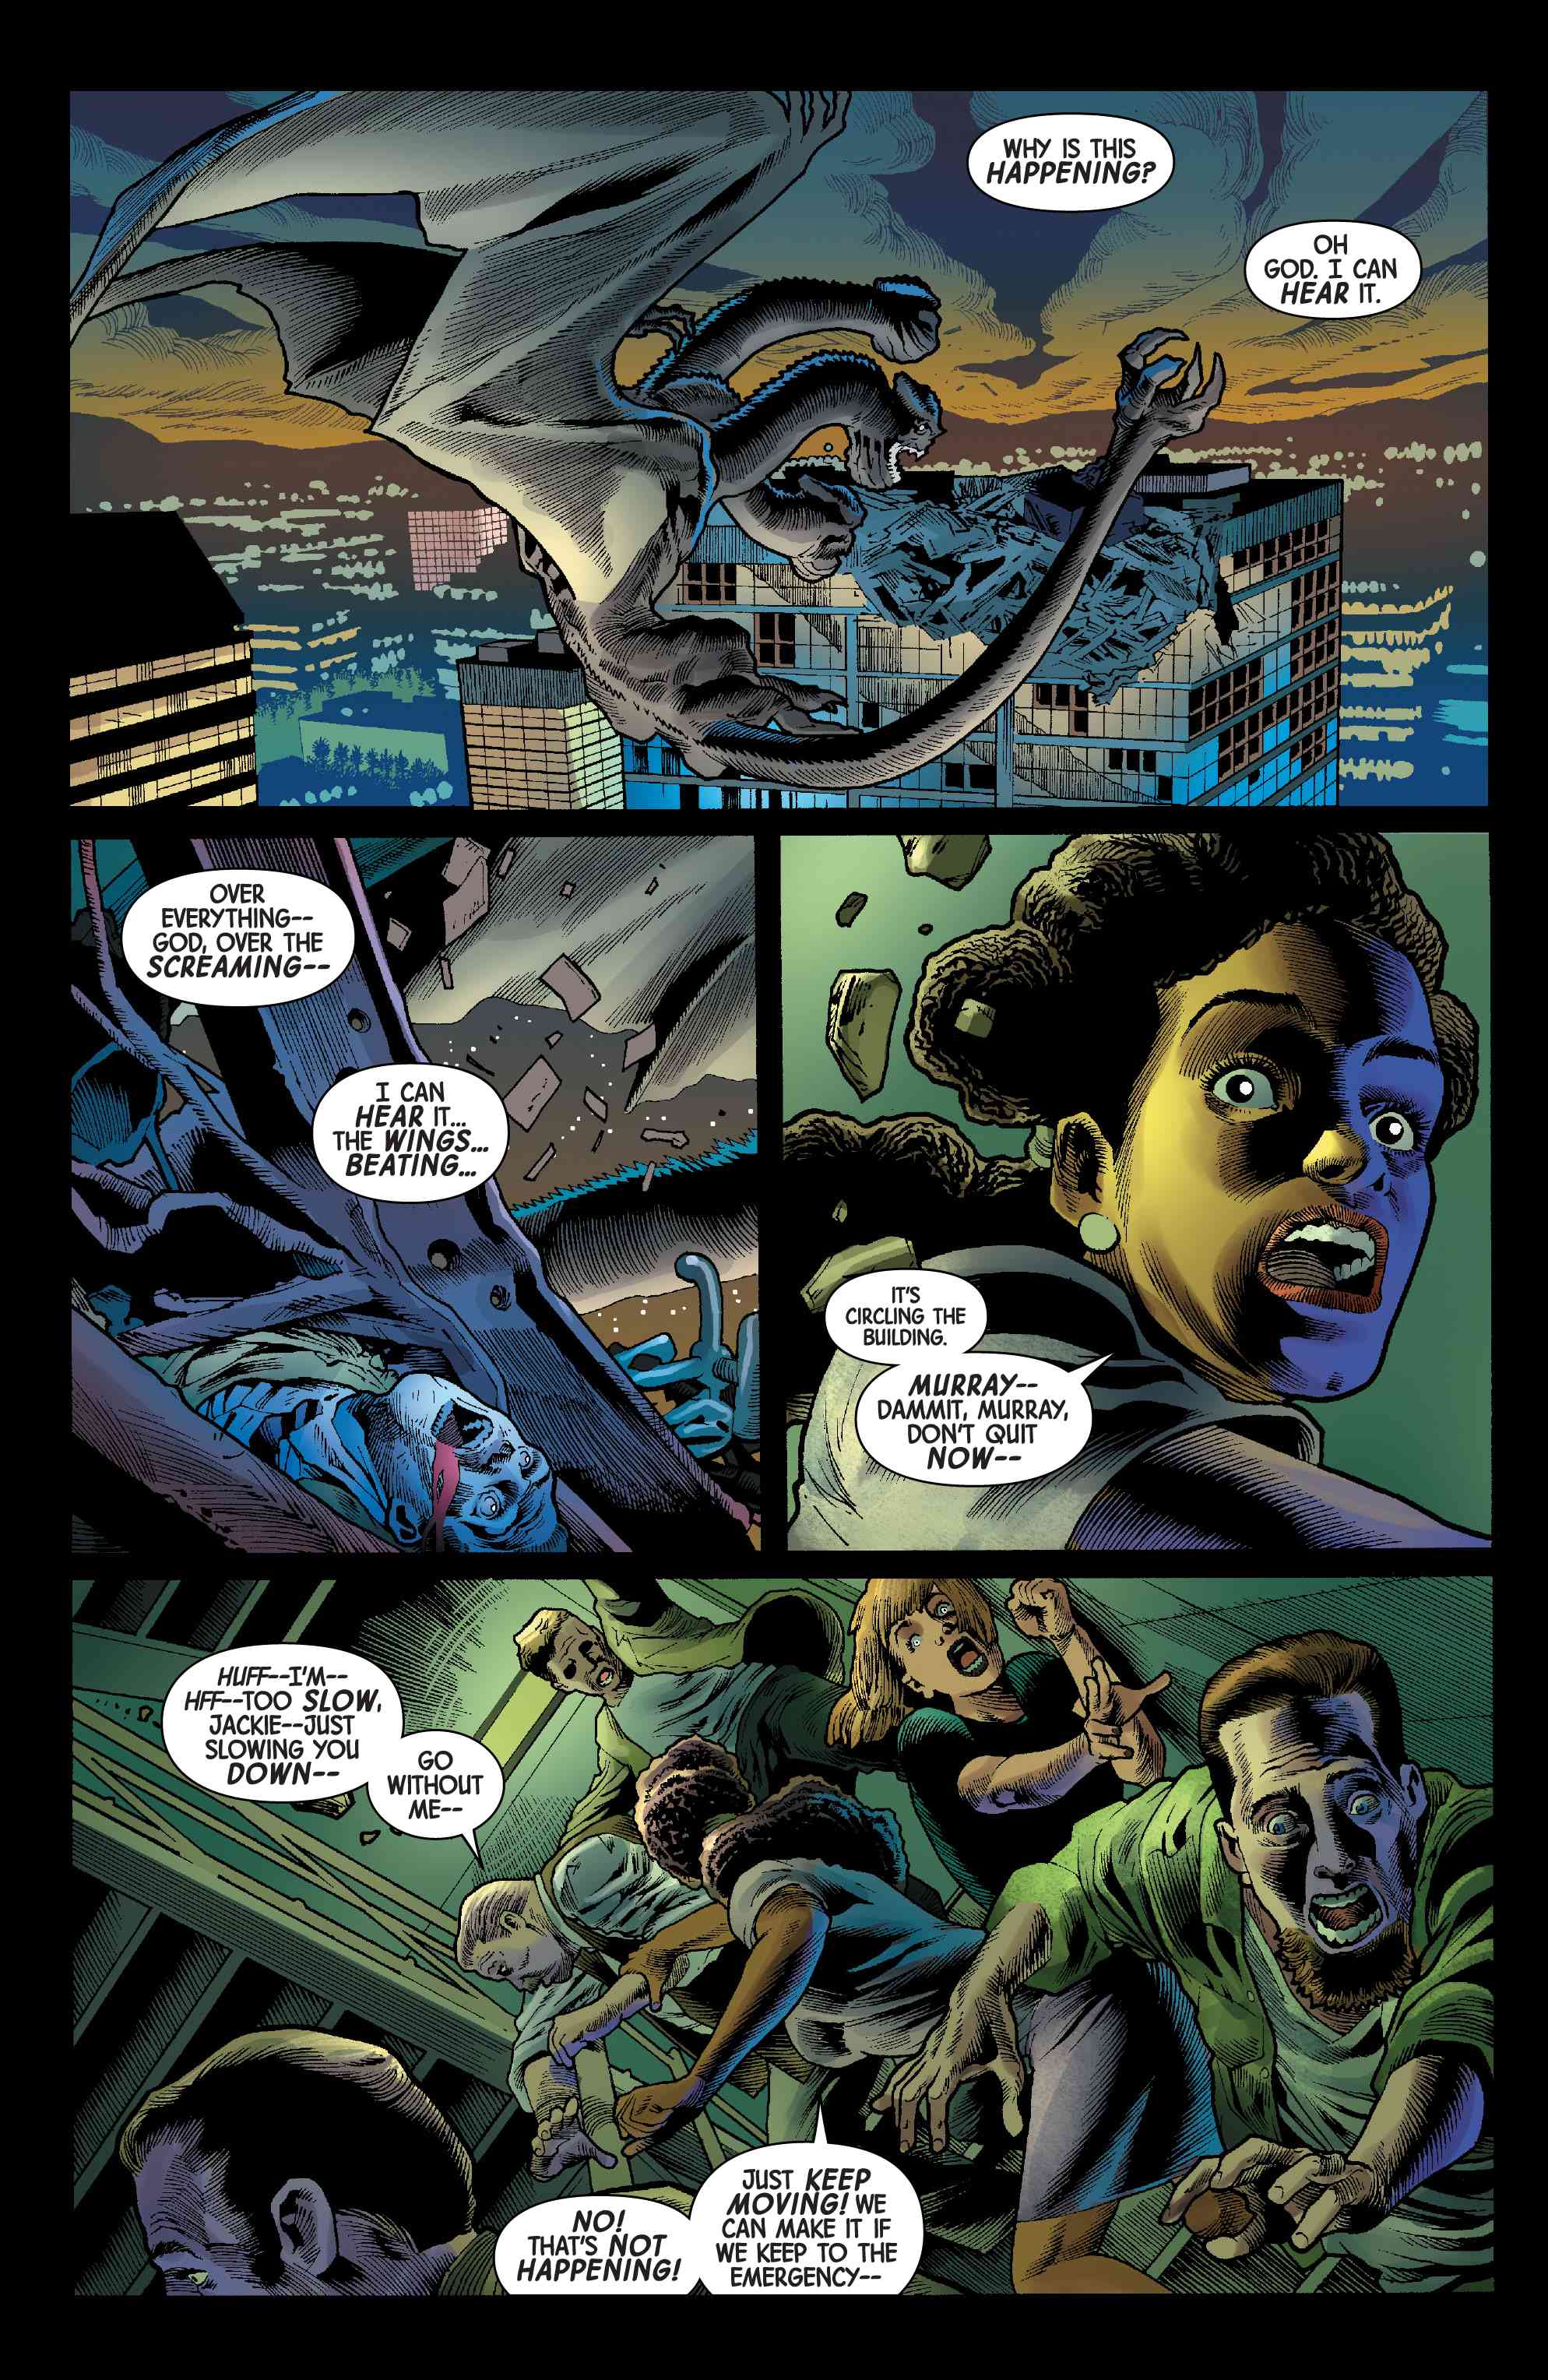 WHY IS THIS
HAPPENING?
OH
GOD. I CAN
HEAR IT.
OVER
EVERYTHING--
GOD, OVER THE
SCREAMING--
I CAN
HEAR IT...
THE WINGS...
BEATING...
IT'S
CIRCLING THE
BUILDING.
MURRAY--
DAMMIT, MURRAY,
DON'T QUIT
NOW--
HUFF--I'M--
HFF--TOO SLOW,
JACKIE--JUST
SLOWING YOU
DOWN--
GO
WITHOUT
ME--
NO!
THAT'S NOT
HAPPENING!
JUST KEEP
MOVING! WE
CAN MAKE IT IF
WE KEEP TO THE
EMERGENCY--